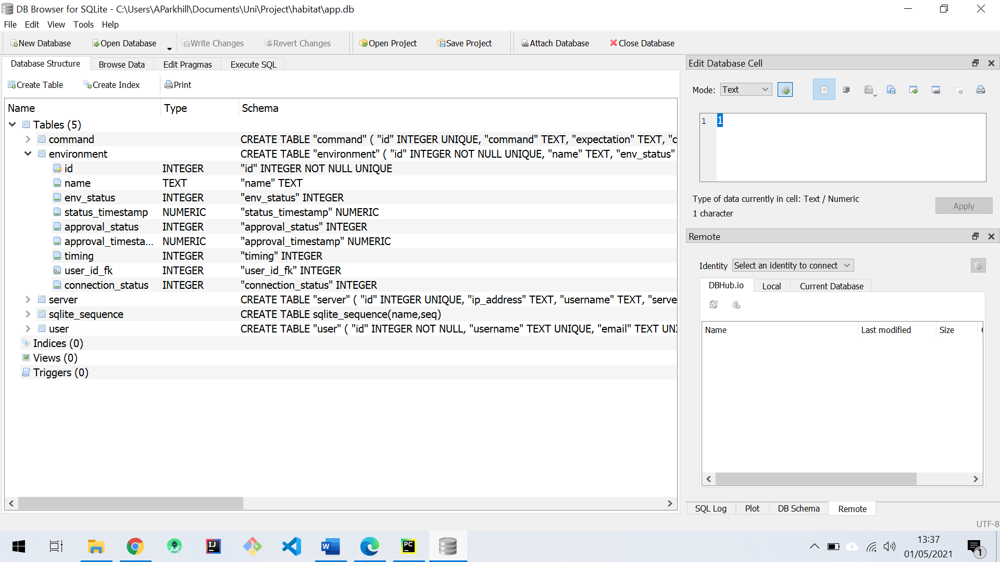 DB Browser for SQLite - C:\Users\AParkhill\Documents\Uni\Project\habitat\app.db
File Edit View Tools Help
New Database Open Database Write Changes Revert Changes Open Project Save Project Attach Database Close Database
Database Structure Browse Data Edit Pragmas Execute SQL
Create Table Create Index Print
Name Type Schema
Tables (5)
command CREATE TABLE "command" ( "id" INTEGER UNIQUE, "command" TEXT, "expectation" TEXT, "c
environment CREATE TABLE "environment" ( "id" INTEGER NOT NULL UNIQUE, "name" TEXT, "env_status"
id INTEGER "id" INTEGER NOT NULL UNIQUE
name TEXT "name" TEXT
env_status INTEGER "env_status" INTEGER
status_timestamp NUMERIC "status_timestamp" NUMERIC
approval_status INTEGER "approval_status" INTEGER
approval_timesta... NUMERIC "approval_timestamp" NUMERIC
timing INTEGER "timing" INTEGER
user_id_fk INTEGER "user_id_fk" INTEGER
connection_status INTEGER "connection_status" INTEGER
server CREATE TABLE "server" ( "id" INTEGER UNIQUE, "ip_address" TEXT, "username" TEXT, "serve
sqlite_sequence CREATE TABLE sqlite_sequence(name,seq)
user CREATE TABLE "user" ( "id" INTEGER NOT NULL, "username" TEXT UNIQUE, "email" TEXT UNI
Indices (0)
Views (0)
Triggers (0)
Edit Database Cell
Mode: Text
1 1
Type of data currently in cell: Text / Numeric
1 character
Apply
Remote
Identity Select an identity to connect
DBHub.io Local Current Database
Name Last modified Size
SQL Log Plot DB Schema Remote
UTF-8
13:37
01/05/2021
1